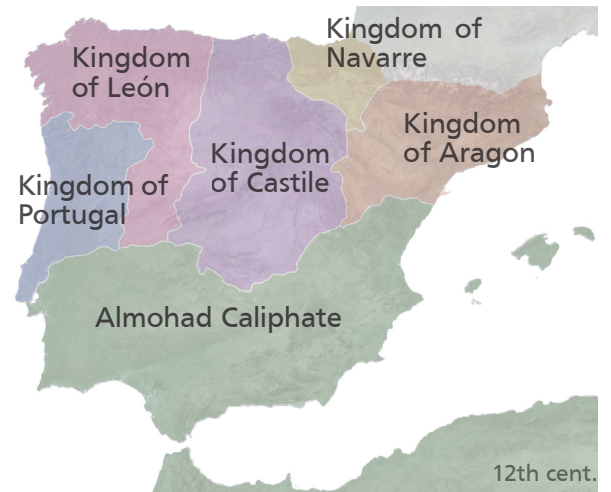 Kingdom of
Navarre
Kingdom
of León
Kingdom
of Aragon
Kingdom
of Castile
Kingdom of
Portugal
Almohad Caliphate
12th cent.